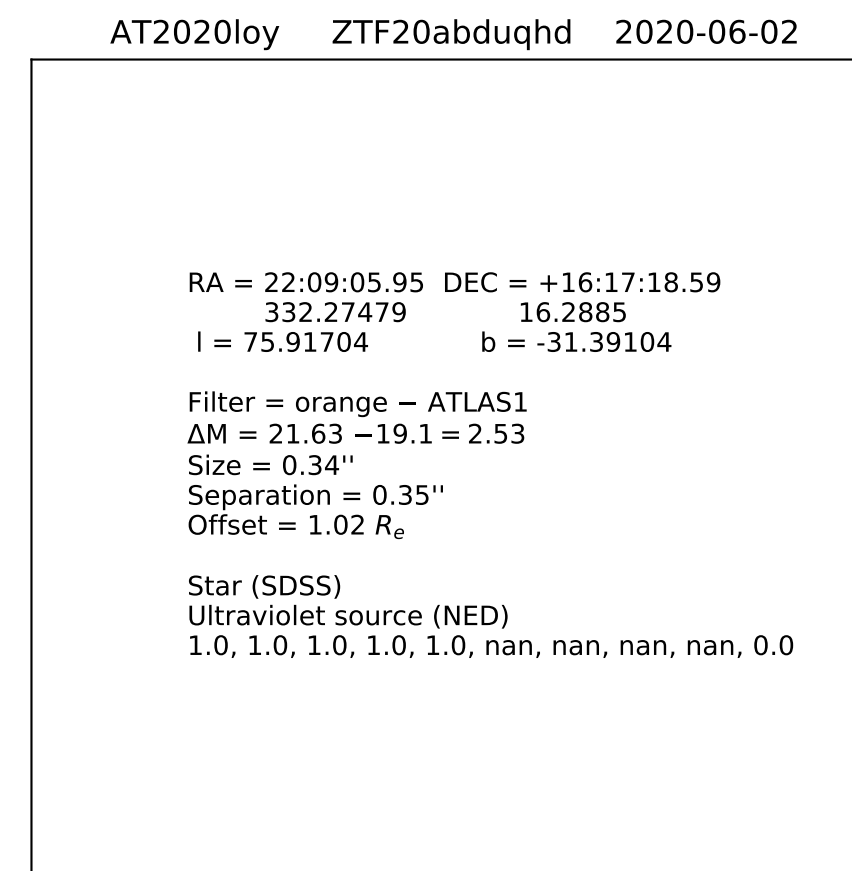 AT2020loy ZTF20abduqhd 2020-06-02
RA = 22:09:05.95 DEC = +16:17:18.59
332.27479 16.2885
l = 75.91704 b = -31.39104
Filter = orange − ATLAS1
ΔM = 21.63 −19.1 = 2.53
Size = 0.34''
Separation = 0.35''
Offset = 1.02 Rₑ
Star (SDSS)
Ultraviolet source (NED)
1.0, 1.0, 1.0, 1.0, 1.0, nan, nan, nan, nan, 0.0